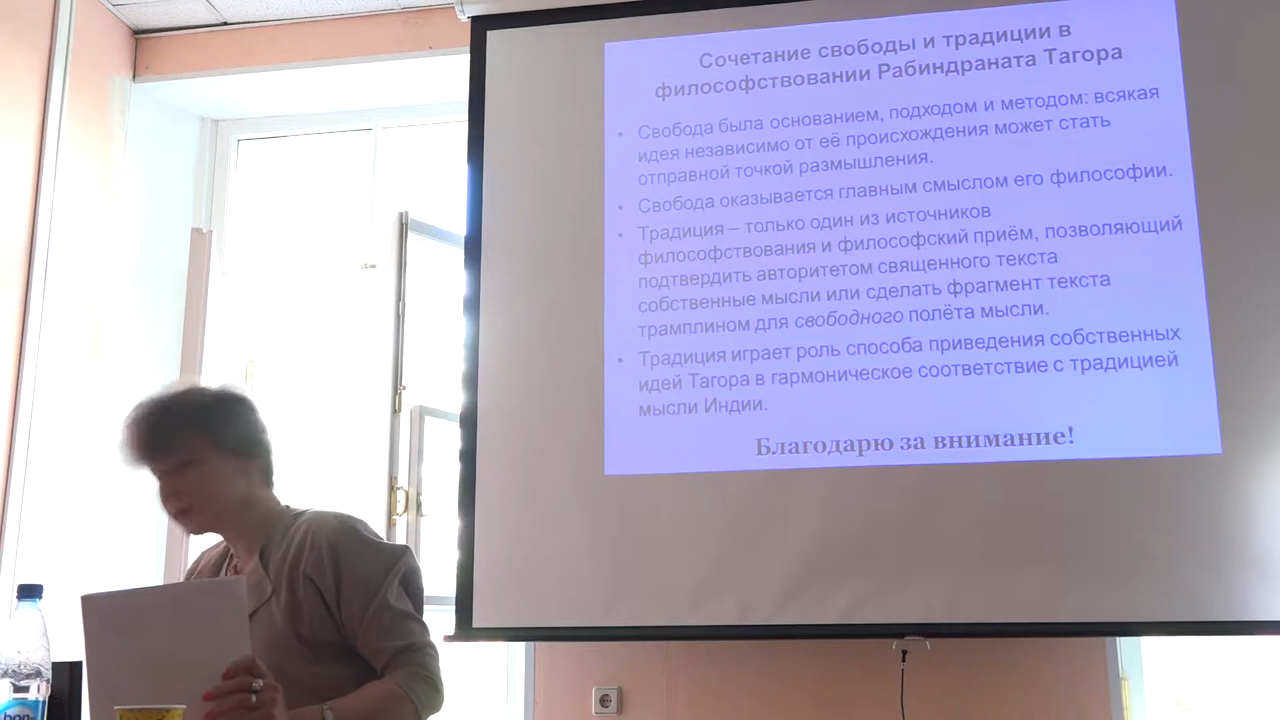 Сочетание свободы и традиции в
философствовании Рабиндраната Тагора
• Свобода была основанием, подходом и методом: всякая
идея независимо от её происхождения может стать
отправной точкой размышления.
• Свобода оказывается главным смыслом его философии.
• Традиция – только один из источников
философствования и философский приём, позволяющий
подтвердить авторитетом священного текста
собственные мысли или сделать фрагмент текста
трамплином для свободного полёта мысли.
• Традиция играет роль способа приведения собственных
идей Тагора в гармоническое соответствие с традицией
мысли Индии.
Благодарю за внимание!